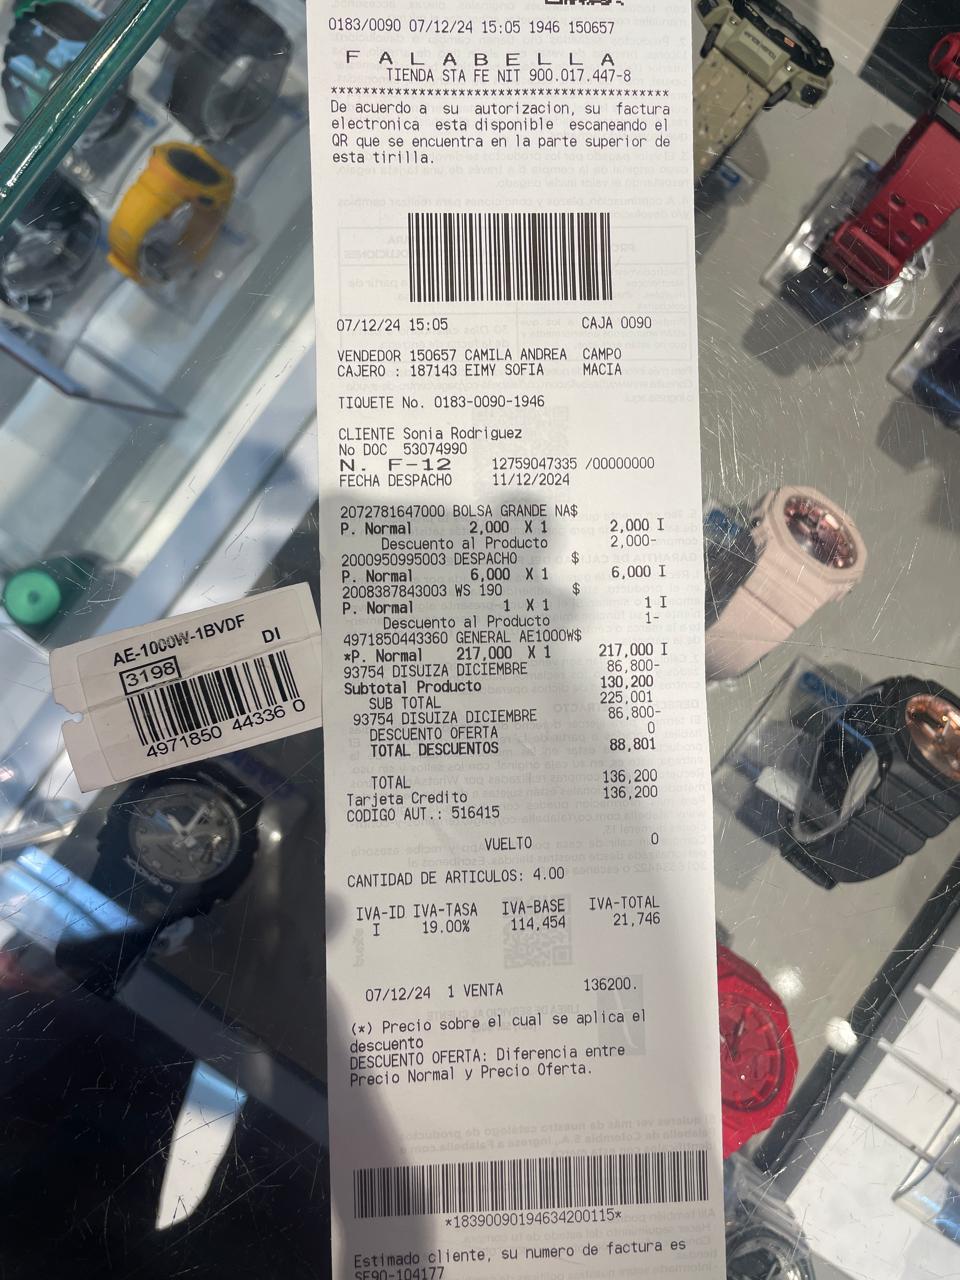 0183/0090 07/12/24 15:05 1946 150657
F A L A B E L L A
TIENDA STA FE NIT 900.017.447-8
****************************************************
De acuerdo a su autorizacion, su factura
electronica esta disponible escaneando el
QR que se encuentra en la parte superior de
esta tirilla.
07/12/24 15:05 CAJA 0090
VENDEDOR 150657 CAMILA ANDREA CAMPO
CAJERO : 187143 EIMY SOFIA MACIA
TIQUETE No. 0183-0090-1946
CLIENTE Sonia Rodriguez
No DOC 53074990
N. F-12 12759047335 /00000000
FECHA DESPACHO 11/12/2024
2072781647000 BOLSA GRANDE NA$
P. Normal 2,000 X 1 2,000 I
Descuento al Producto 2,000-
2000950995003 DESPACHO $
P. Normal 6,000 X 1 6,000 I
2008387843003 WS 190 $
P. Normal 1 X 1 1 I
Descuento al Producto 1-
4971850443360 GENERAL AE1000W$
*P. Normal 217,000 X 1 217,000 I
93754 DISUIZA DICIEMBRE 86,800-
Subtotal Producto 130,200
SUB TOTAL 225,001
93754 DISUIZA DICIEMBRE 86,800-
DESCUENTO OFERTA 0
TOTAL DESCUENTOS 88,801
TOTAL 136,200
Tarjeta Credito 136,200
CODIGO AUT.: 516415
VUELTO 0
CANTIDAD DE ARTICULOS: 4.00
IVA-ID IVA-TASA IVA-BASE IVA-TOTAL
I 19.00% 114,454 21,746
07/12/24 1 VENTA 136200.
(*) Precio sobre el cual se aplica el
descuento
DESCUENTO OFERTA: Diferencia entre
Precio Normal y Precio Oferta.
*18390090194634200115*
Estimado cliente, su numero de factura es
SF90-104177
AE-1000W-1BVDF
3198 DI
4971850 44336 0